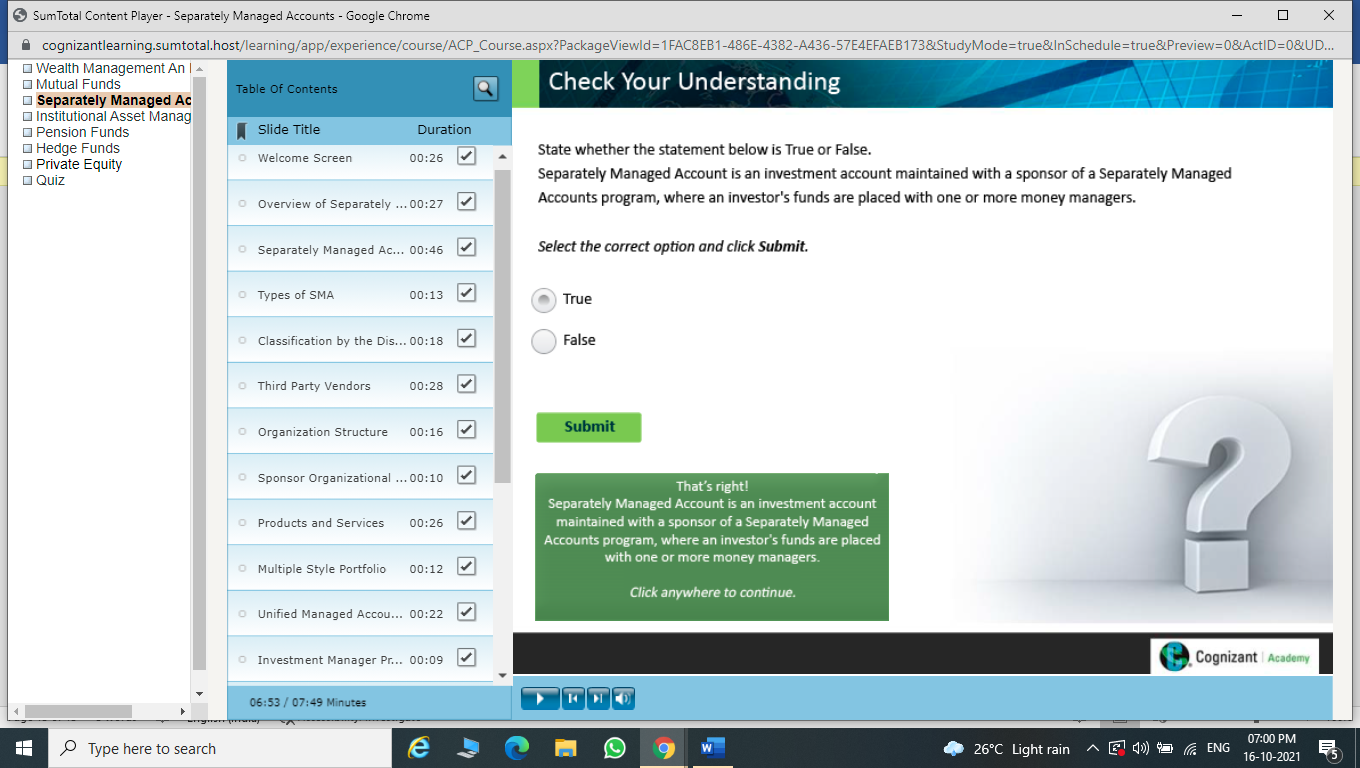 SumTotal Content Player - Separately Managed Accounts - Google Chrome
cognizantlearning.sumtotal.host/learning/app/experience/course/ACP_Course.aspx?PackageViewId=1FAC8EB1-486E-4382-A436-57E4EFAEB173&StudyMode=true&InSchedule=true&Preview=0&ActID=0&UD...
Wealth Management An
Mutual Funds
Separately Managed Ac
Institutional Asset Manag
Pension Funds
Hedge Funds
Private Equity
Quiz
Table Of Contents
Slide Title Duration
Welcome Screen 00:26
Overview of Separately ... 00:27
Separately Managed Ac... 00:46
Types of SMA 00:13
Classification by the Dis... 00:18
Third Party Vendors 00:28
Organization Structure 00:16
Sponsor Organizational ... 00:10
Products and Services 00:26
Multiple Style Portfolio 00:12
Unified Managed Accou... 00:22
Investment Manager Pr... 00:09
06:53 / 07:49 Minutes
Check Your Understanding
State whether the statement below is True or False.
Separately Managed Account is an investment account maintained with a sponsor of a Separately Managed
Accounts program, where an investor's funds are placed with one or more money managers.
Select the correct option and click Submit.
True
False
Submit
That's right!
Separately Managed Account is an investment account
maintained with a sponsor of a Separately Managed
Accounts program, where an investor's funds are placed
with one or more money managers.
Click anywhere to continue.
Cognizant | Academy
Type here to search
26°C Light rain
ENG
07:00 PM
16-10-2021
5